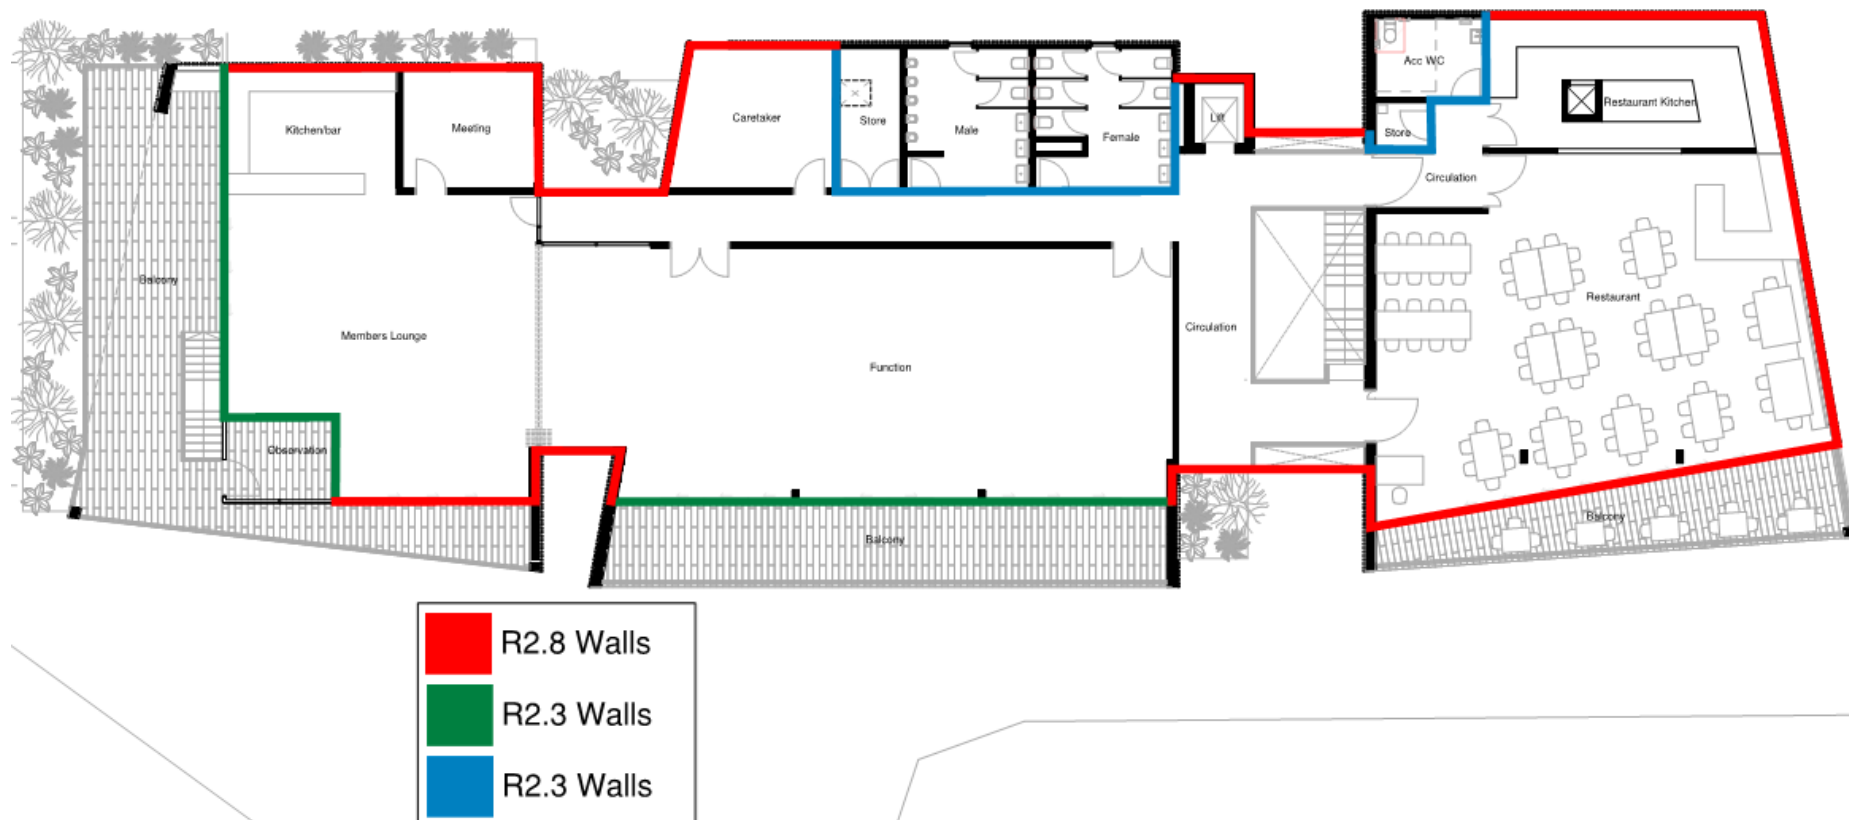 Acc WC
Restaurant Kitchen
Kitchen/bar
Meeting
Caretaker
Store
Male
Female
Lift
Store
Circulation
Balcony
Restaurant
Members Lounge
Circulation
Function
Observation
Balcony
Balcony
R2.8 Walls
R2.3 Walls
R2.3 Walls